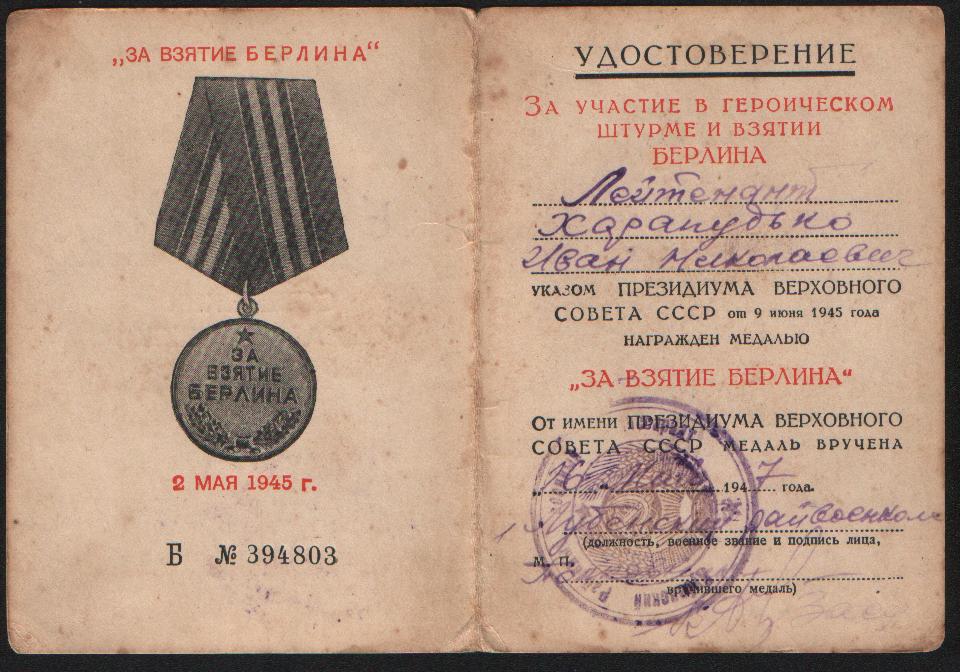 „ЗА ВЗЯТИЕ БЕРЛИНА“
ЗА
ВЗЯТИЕ
БЕРЛИНА
2 МАЯ 1945 г.
Б № 394803
УДОСТОВЕРЕНИЕ
ЗА УЧАСТИЕ В ГЕРОИЧЕСКОМ
ШТУРМЕ И ВЗЯТИИ
БЕРЛИНА
Лейтенант
Харапудько
Иван Николаевич
УКАЗОМ ПРЕЗИДИУМА ВЕРХОВНОГО
СОВЕТА СССР от 9 июня 1945 года
НАГРАЖДЕН МЕДАЛЬЮ
„ЗА ВЗЯТИЕ БЕРЛИНА“
ОТ ИМЕНИ ПРЕЗИДИУМА ВЕРХОВНОГО
СОВЕТА СССР МЕДАЛЬ ВРУЧЕНА
1947 года.
райвоенком
(должность, военное звание и подпись лица,
М. П.
вручившего медаль)